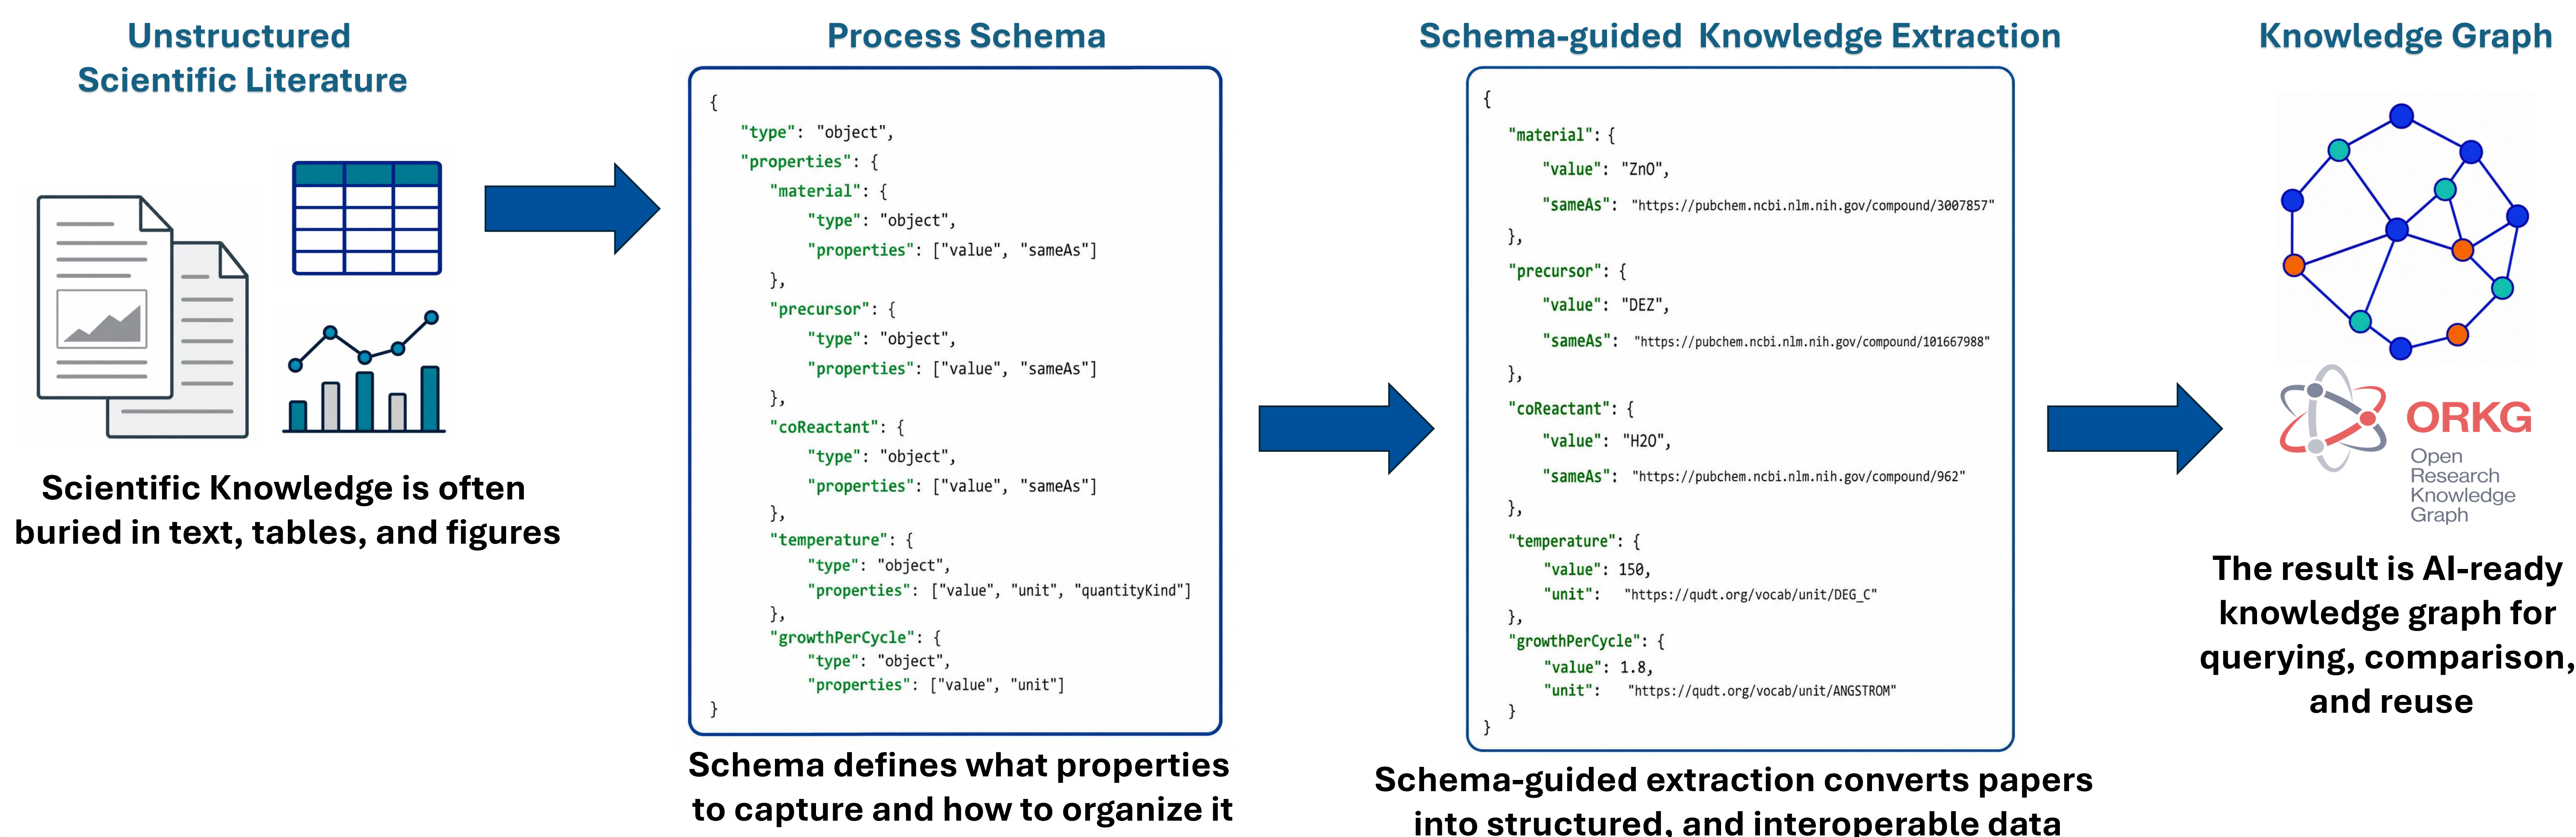 Unstructured
Scientific Literature
Scientific Knowledge is often
buried in text, tables, and figures
Process Schema
{
"type": "object",
"properties": {
"material": {
"type": "object",
"properties": ["value", "sameAs"]
},
"precursor": {
"type": "object",
"properties": ["value", "sameAs"]
},
"coReactant": {
"type": "object",
"properties": ["value", "sameAs"]
},
"temperature": {
"type": "object",
"properties": ["value", "unit", "quantityKind"]
},
"growthPerCycle": {
"type": "object",
"properties": ["value", "unit"]
}
Schema defines what properties
to capture and how to organize it
Schema-guided Knowledge Extraction
{
"material": {
"value": "ZnO",
"sameAs": "https://pubchem.ncbi.nlm.nih.gov/compound/3007857"
},
"precursor": {
"value": "DEZ",
"sameAs": "https://pubchem.ncbi.nlm.nih.gov/compound/101667988"
},
"coReactant": {
"value": "H2O",
"sameAs": "https://pubchem.ncbi.nlm.nih.gov/compound/962"
},
"temperature": {
"value": 150,
"unit": "https://qudt.org/vocab/unit/DEG_C"
},
"growthPerCycle": {
"value": 1.8,
"unit": "https://qudt.org/vocab/unit/ANGSTROM"
}
}
Schema-guided extraction converts papers
into structured, and interoperable data
Knowledge Graph
ORKG
Open
Research
Knowledge
Graph
The result is AI-ready
knowledge graph for
querying, comparison,
and reuse